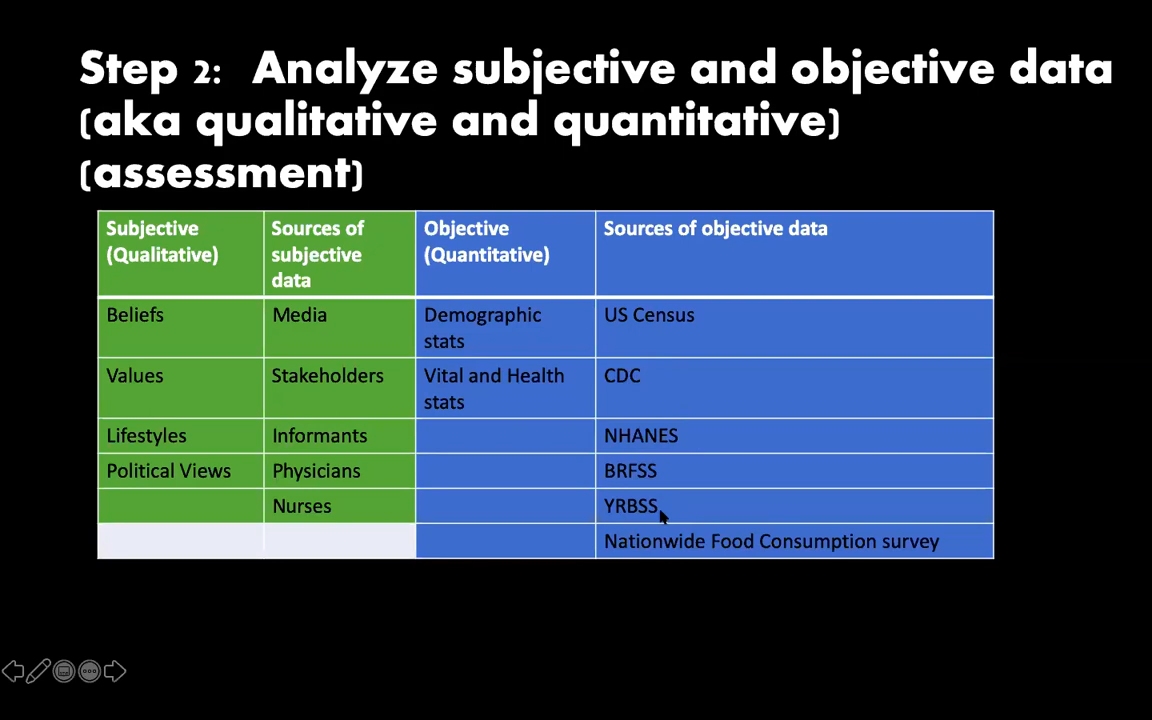 Step 2: Analyze subjective and objective data
(aka qualitative and quantitative)
(assessment)
Subjective (Qualitative) Sources of subjective data Objective (Quantitative) Sources of objective data
Beliefs Media Demographic stats US Census
Values Stakeholders Vital and Health stats CDC
Lifestyles Informants NHANES
Political Views Physicians BRFSS
Nurses YRBSS
Nationwide Food Consumption survey